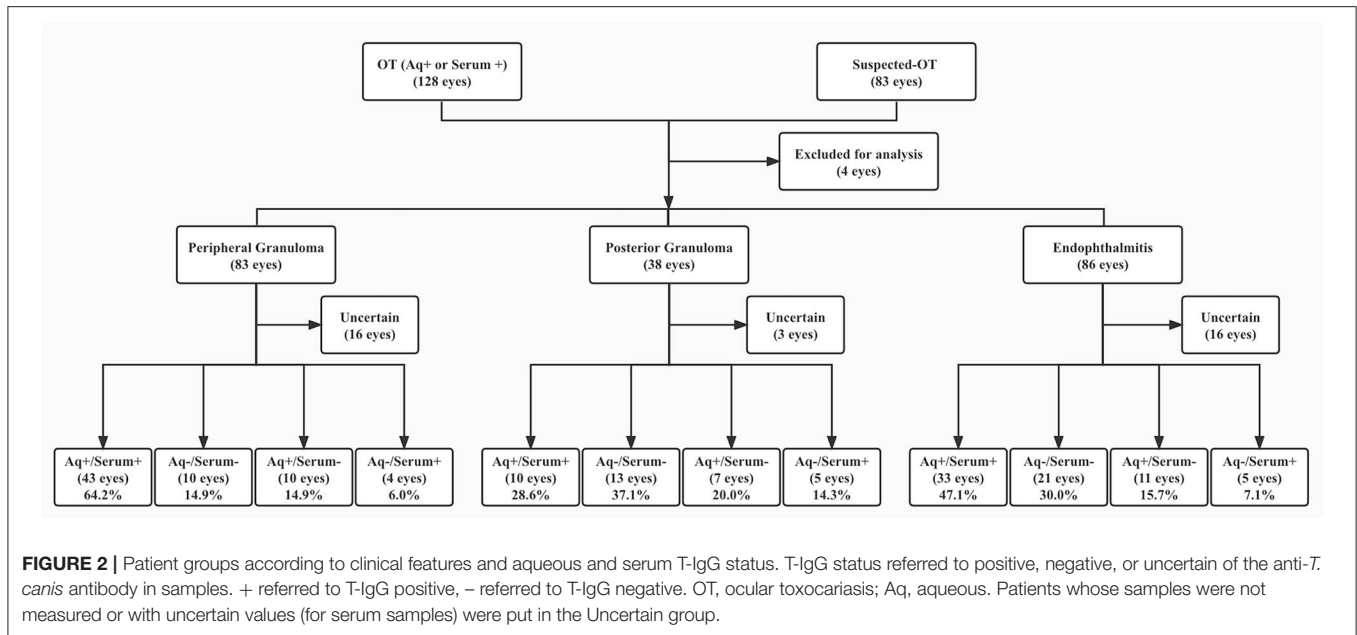 OT (Aq+ or Serum +)
(128 eyes)
Suspected-OT
(83 eyes)
Excluded for analysis
(4 eyes)
Peripheral Granuloma
(83 eyes)
Posterior Granuloma
(38 eyes)
Endophthalmitis
(86 eyes)
Uncertain
(16 eyes)
Uncertain
(3 eyes)
Uncertain
(16 eyes)
Aq+/Serum+
(43 eyes)
64.2%
Aq-/Serum-
(10 eyes)
14.9%
Aq+/Serum-
(10 eyes)
14.9%
Aq-/Serum+
(4 eyes)
6.0%
Aq+/Serum+
(10 eyes)
28.6%
Aq-/Serum-
(13 eyes)
37.1%
Aq+/Serum-
(7 eyes)
20.0%
Aq-/Serum+
(5 eyes)
14.3%
Aq+/Serum+
(33 eyes)
47.1%
Aq-/Serum-
(21 eyes)
30.0%
Aq+/Serum-
(11 eyes)
15.7%
Aq-/Serum+
(5 eyes)
7.1%
FIGURE 2 | Patient groups according to clinical features and aqueous and serum T-IgG status. T-IgG status referred to positive, negative, or uncertain of the anti-T.
canis antibody in samples. + referred to T-IgG positive, – referred to T-IgG negative. OT, ocular toxocariasis; Aq, aqueous. Patients whose samples were not
measured or with uncertain values (for serum samples) were put in the Uncertain group.